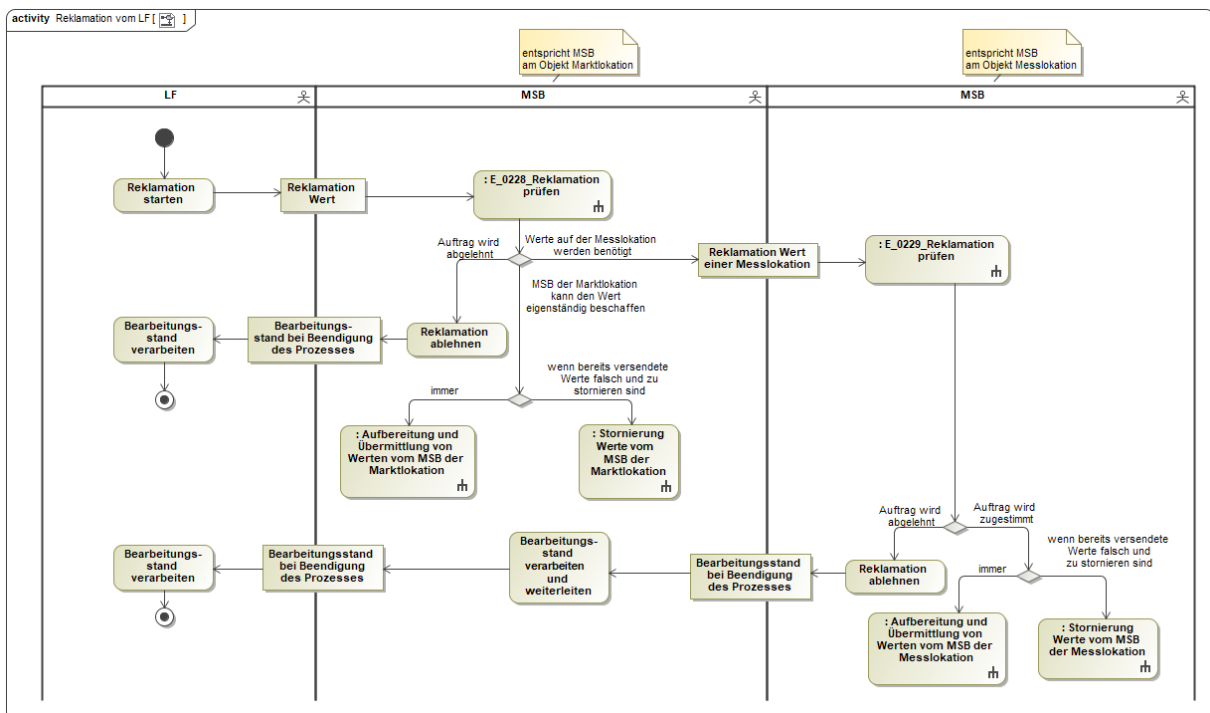 activity Reklamation vom LF [ ]
entspricht MSB
am Objekt Marktlokation
entspricht MSB
am Objekt Messlokation
LF
MSB
MSB
Reklamation
starten
Reklamation
Wert
: E_0228_Reklamation
prüfen
Auftrag wird
abgelehnt
Werte auf der Messlokation
werden benötigt
Reklamation Wert
einer Messlokation
: E_0229_Reklamation
prüfen
MSB der Marktlokation
kann den Wert
eigenständig beschaffen
Bearbeitungs-
stand
verarbeiten
Bearbeitungs-
stand bei Beendigung
des Prozesses
Reklamation
ablehnen
immer
wenn bereits versendete
Werte falsch und zu
stornieren sind
: Aufbereitung und
Übermittlung von
Werten vom MSB der
Marktlokation
: Stornierung
Werte vom
MSB der
Marktlokation
Auftrag wird
abgelehnt
Auftrag wird
zugestimmt
Bearbeitungs-
stand
verarbeiten
Bearbeitungsstand
bei Beendigung
des Prozesses
Bearbeitungs-
stand
verarbeiten
und
weiterleiten
Bearbeitungsstand
bei Beendigung
des Prozesses
Reklamation
ablehnen
immer
wenn bereits versendete
Werte falsch und
zu stornieren sind
: Aufbereitung und
Übermittlung von
Werten vom MSB der
Messlokation
: Stornierung
Werte vom MSB
der Messlokation